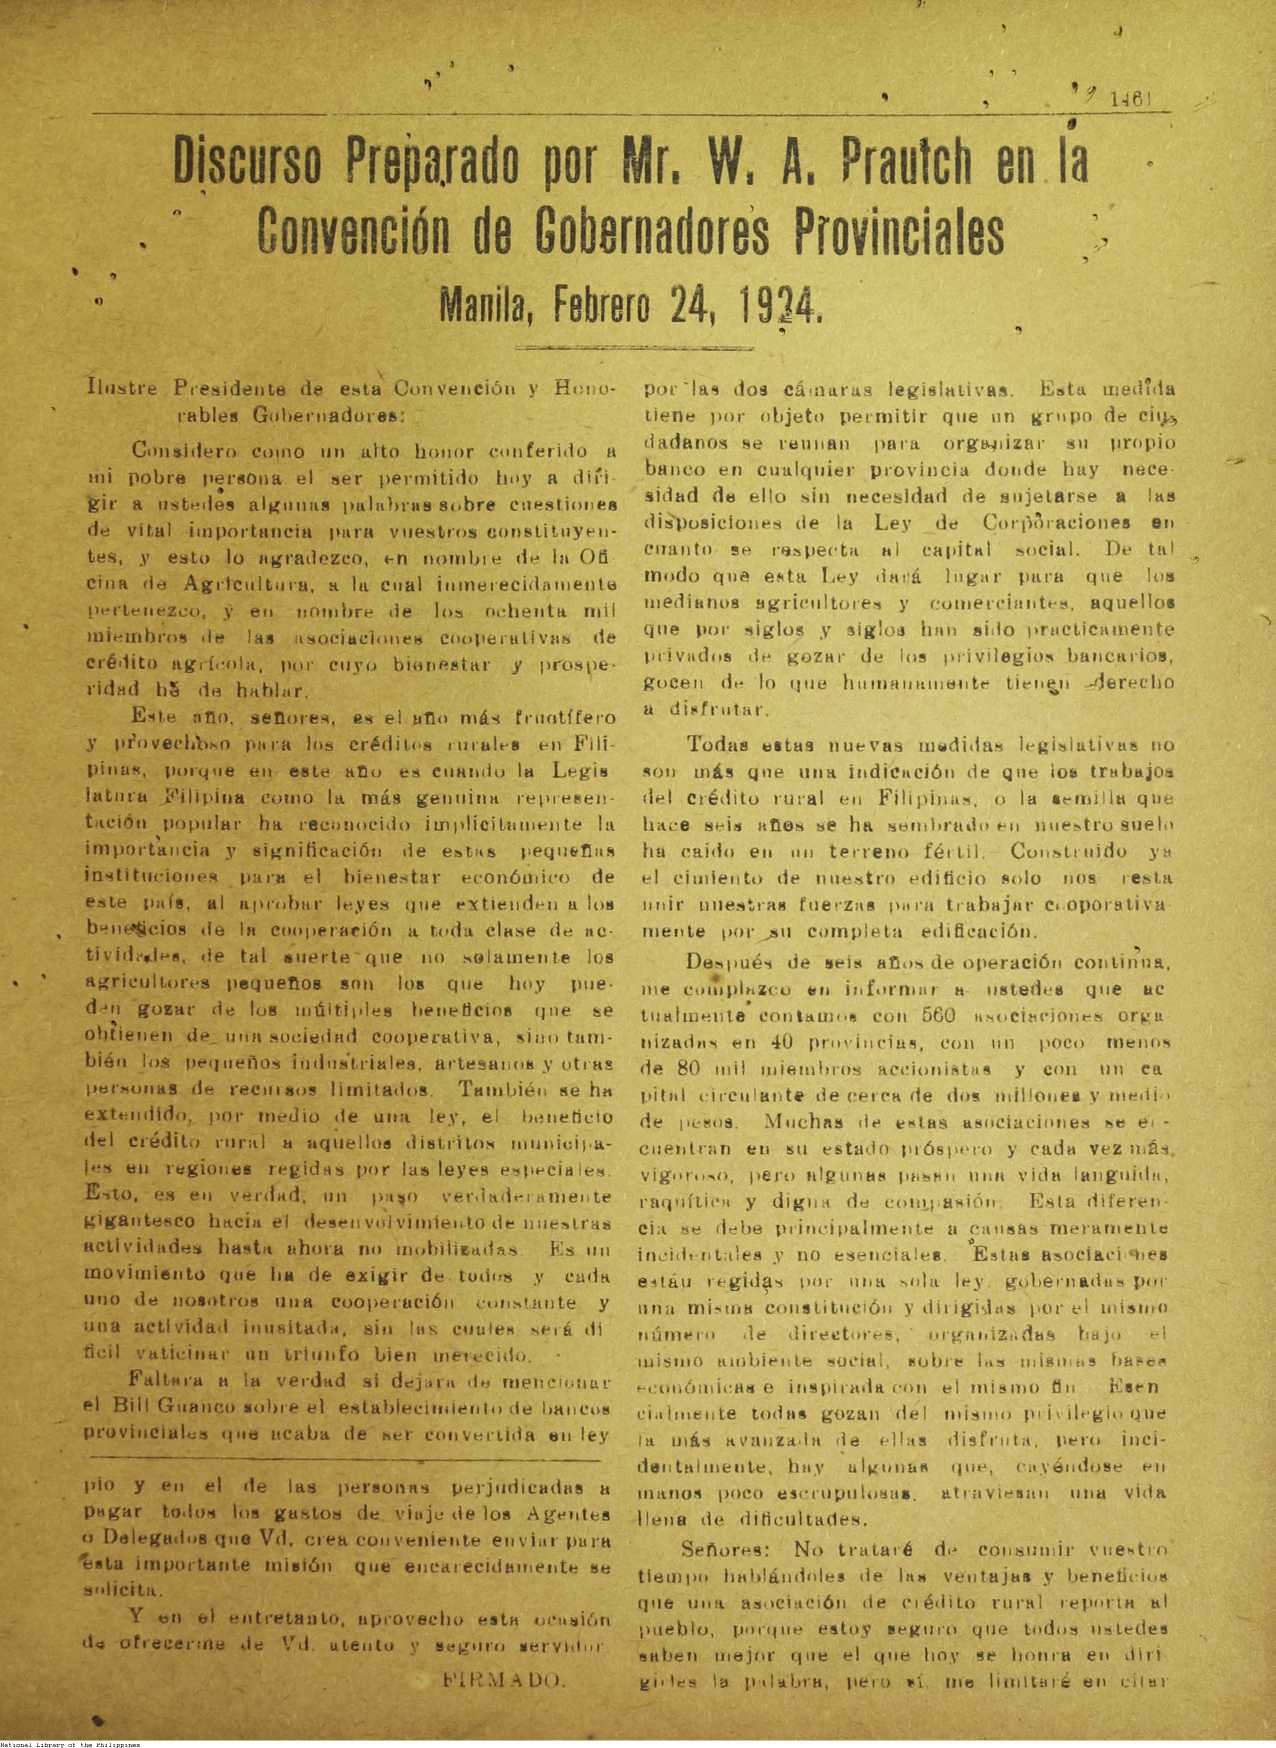 1461
Discurso Preparado por Mr. W. A. Prautch en la
Convención de Gobernadores Provinciales
Manila, Febrero 24, 1924.
Ilustre Presidente de esta Convención y Hono-
rables Gobernadores:
Considero como un alto honor conferido a
mi pobre persona el ser permitido hoy a diri-
gir a ustedes algunas palabras sobre cuestiones
de vital importancia para vuestros constituyen-
tes, y esto lo agradezco, en nombre de la Ofi
cina de Agricultura, a la cual inmerecidamente
pertenezco, y en nombre de los ochenta mil
miembros de las asociaciones cooperativas de
crédito agrícola, por cuyo bienestar y prospe-
ridad he de hablar.
Este año, señores, es el año más fructífero
y provechoso para los créditos rurales en Fili-
pinas, porque en este año es cuando la Legis
latura Filipina como la más genuina represen-
tación popular ha reconocido implicitamente la
importancia y significación de estas pequeñas
instituciones para el bienestar económico de
este país, al aprobar leyes que extienden a los
beneficios de la cooperación a toda clase de ac-
tividades, de tal suerte que no solamente los
agricultores pequeños son los que hoy pue-
den gozar de los múltiples beneficios que se
obtienen de una sociedad cooperativa, sino tam-
bién los pequeños industriales, artesanos y otras
personas de recursos limitados. También se ha
extendido, por medio de una ley, el beneficio
del crédito rural a aquellos distritos municipa-
les en regiones regidas por las leyes especiales.
Esto, es en verdad, un paso verdaderamente
gigantesco hacia el desenvolvimiento de nuestras
actividades hasta ahora no mobilizadas. Es un
movimiento que ha de exigir de todos y cada
uno de nosotros una cooperación constante y
una actividad inusitada, sin las cuales será di
ficil vaticinar un triunfo bien merecido.
Faltara a la verdad si dejara de mencionar
el Bill Guanco sobre el establecimiento de bancos
provinciales que acaba de ser convertida en ley
pio y en el de las personas perjudicadas a
pagar todos los gastos de viaje de los Agentes
o Delegados que Vd. crea conveniente enviar para
esta importante misión que encarecidamente se
solicita.
Y en el entretanto, aprovecho esta ocasión
de ofrecerme de Vd. atento y seguro servidor
FIRMADO.
por las dos cámaras legislativas. Esta medida
tiene por objeto permitir que un grupo de ciu-
dadanos se reunan para organizar su propio
banco en cualquier provincia donde hay nece-
sidad de ello sin necesidad de sujetarse a las
disposiciones de la Ley de Corporaciones en
cuanto se respecta al capital social. De tal
modo que esta Ley dará lugar para que los
medianos agricultores y comerciantes, aquellos
que por siglos y siglos han sido practicamente
privados de gozar de los privilegios bancarios,
gocen de lo que humanamente tienen derecho
a disfrutar.
Todas estas nuevas medidas legislativas no
son más que una indicación de que los trabajos
del crédito rural en Filipinas, o la semilla que
hace seis años se ha sembrado en nuestro suelo
ha caido en un terreno fértil. Construido ya
el cimiento de nuestro edificio solo nos resta
unir nuestras fuerzas para trabajar cooperativa
mente por su completa edificación.
Después de seis años de operación continua,
me complazco en informar a ustedes que ac
tualmente contamos con 560 asociaciones orga
nizadas en 40 provincias, con un poco menos
de 80 mil miembros accionistas y con un ca
pital circulante de cerca de dos millones y medio
de pesos. Muchas de estas asociaciones se en-
cuentran en su estado próspero y cada vez más,
vigoroso, pero algunas pasan una vida languida,
raquítica y digna de compasión. Esta diferen-
cia se debe principalmente a causas meramente
incidentales y no esenciales. Estas asociaciones
están regidas por una sola ley, gobernadas por
una misma constitución y dirigidas por el mismo
número de directores, organizadas bajo el
mismo ambiente social, sobre las mismas bases
económicas e inspirada con el mismo fin Esen
cialmente todas gozan del mismo privilegio que
la más avanzada de ellas disfruta, pero inci-
dentalmente, hay algunas que, cayéndose en
manos poco escrupulosas, atraviesan una vida
llena de dificultades.
Señores: No trataré de consumir vuestro
tiempo hablándoles de las ventajas y beneficios
que una asociación de crédito rural reporta al
pueblo, porque estoy seguro que todos ustedes
saben mejor que el que hoy se honra en diri
girles la palabra, pero sí, me limitaré en citar
National Library of the Philippines